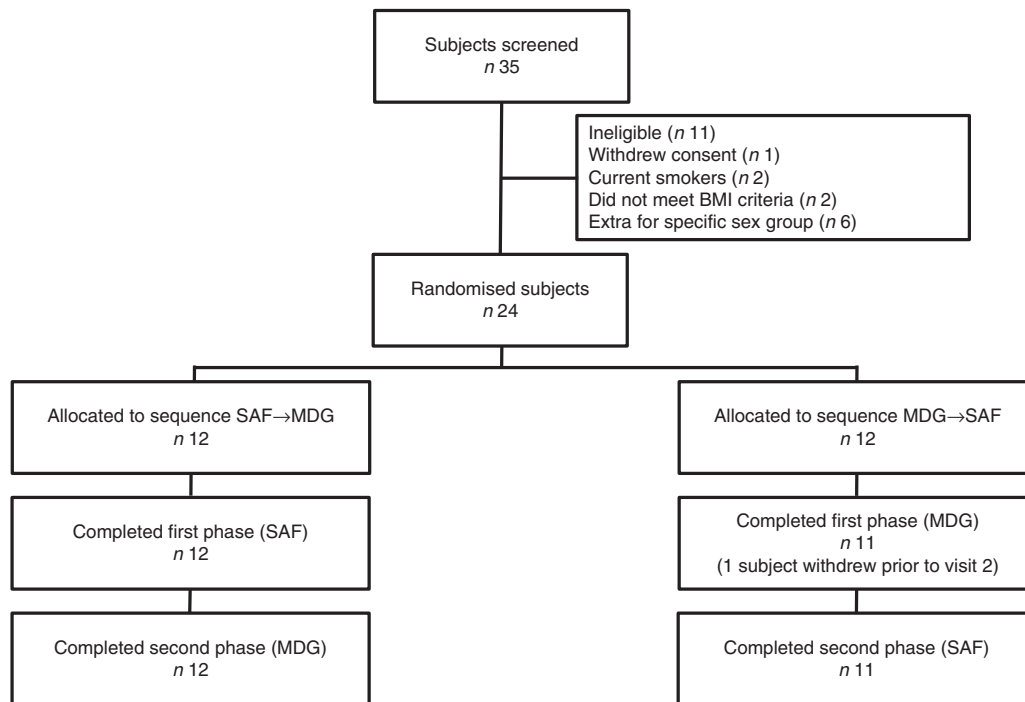 Subjects screened
n 35
Ineligible (n 11)
Withdrew consent (n 1)
Current smokers (n 2)
Did not meet BMI criteria (n 2)
Extra for specific sex group (n 6)
Randomised subjects
n 24
Allocated to sequence SAF→MDG
n 12
Allocated to sequence MDG→SAF
n 12
Completed first phase (SAF)
n 12
Completed first phase (MDG)
n 11
(1 subject withdrew prior to visit 2)
Completed second phase (MDG)
n 12
Completed second phase (SAF)
n 11